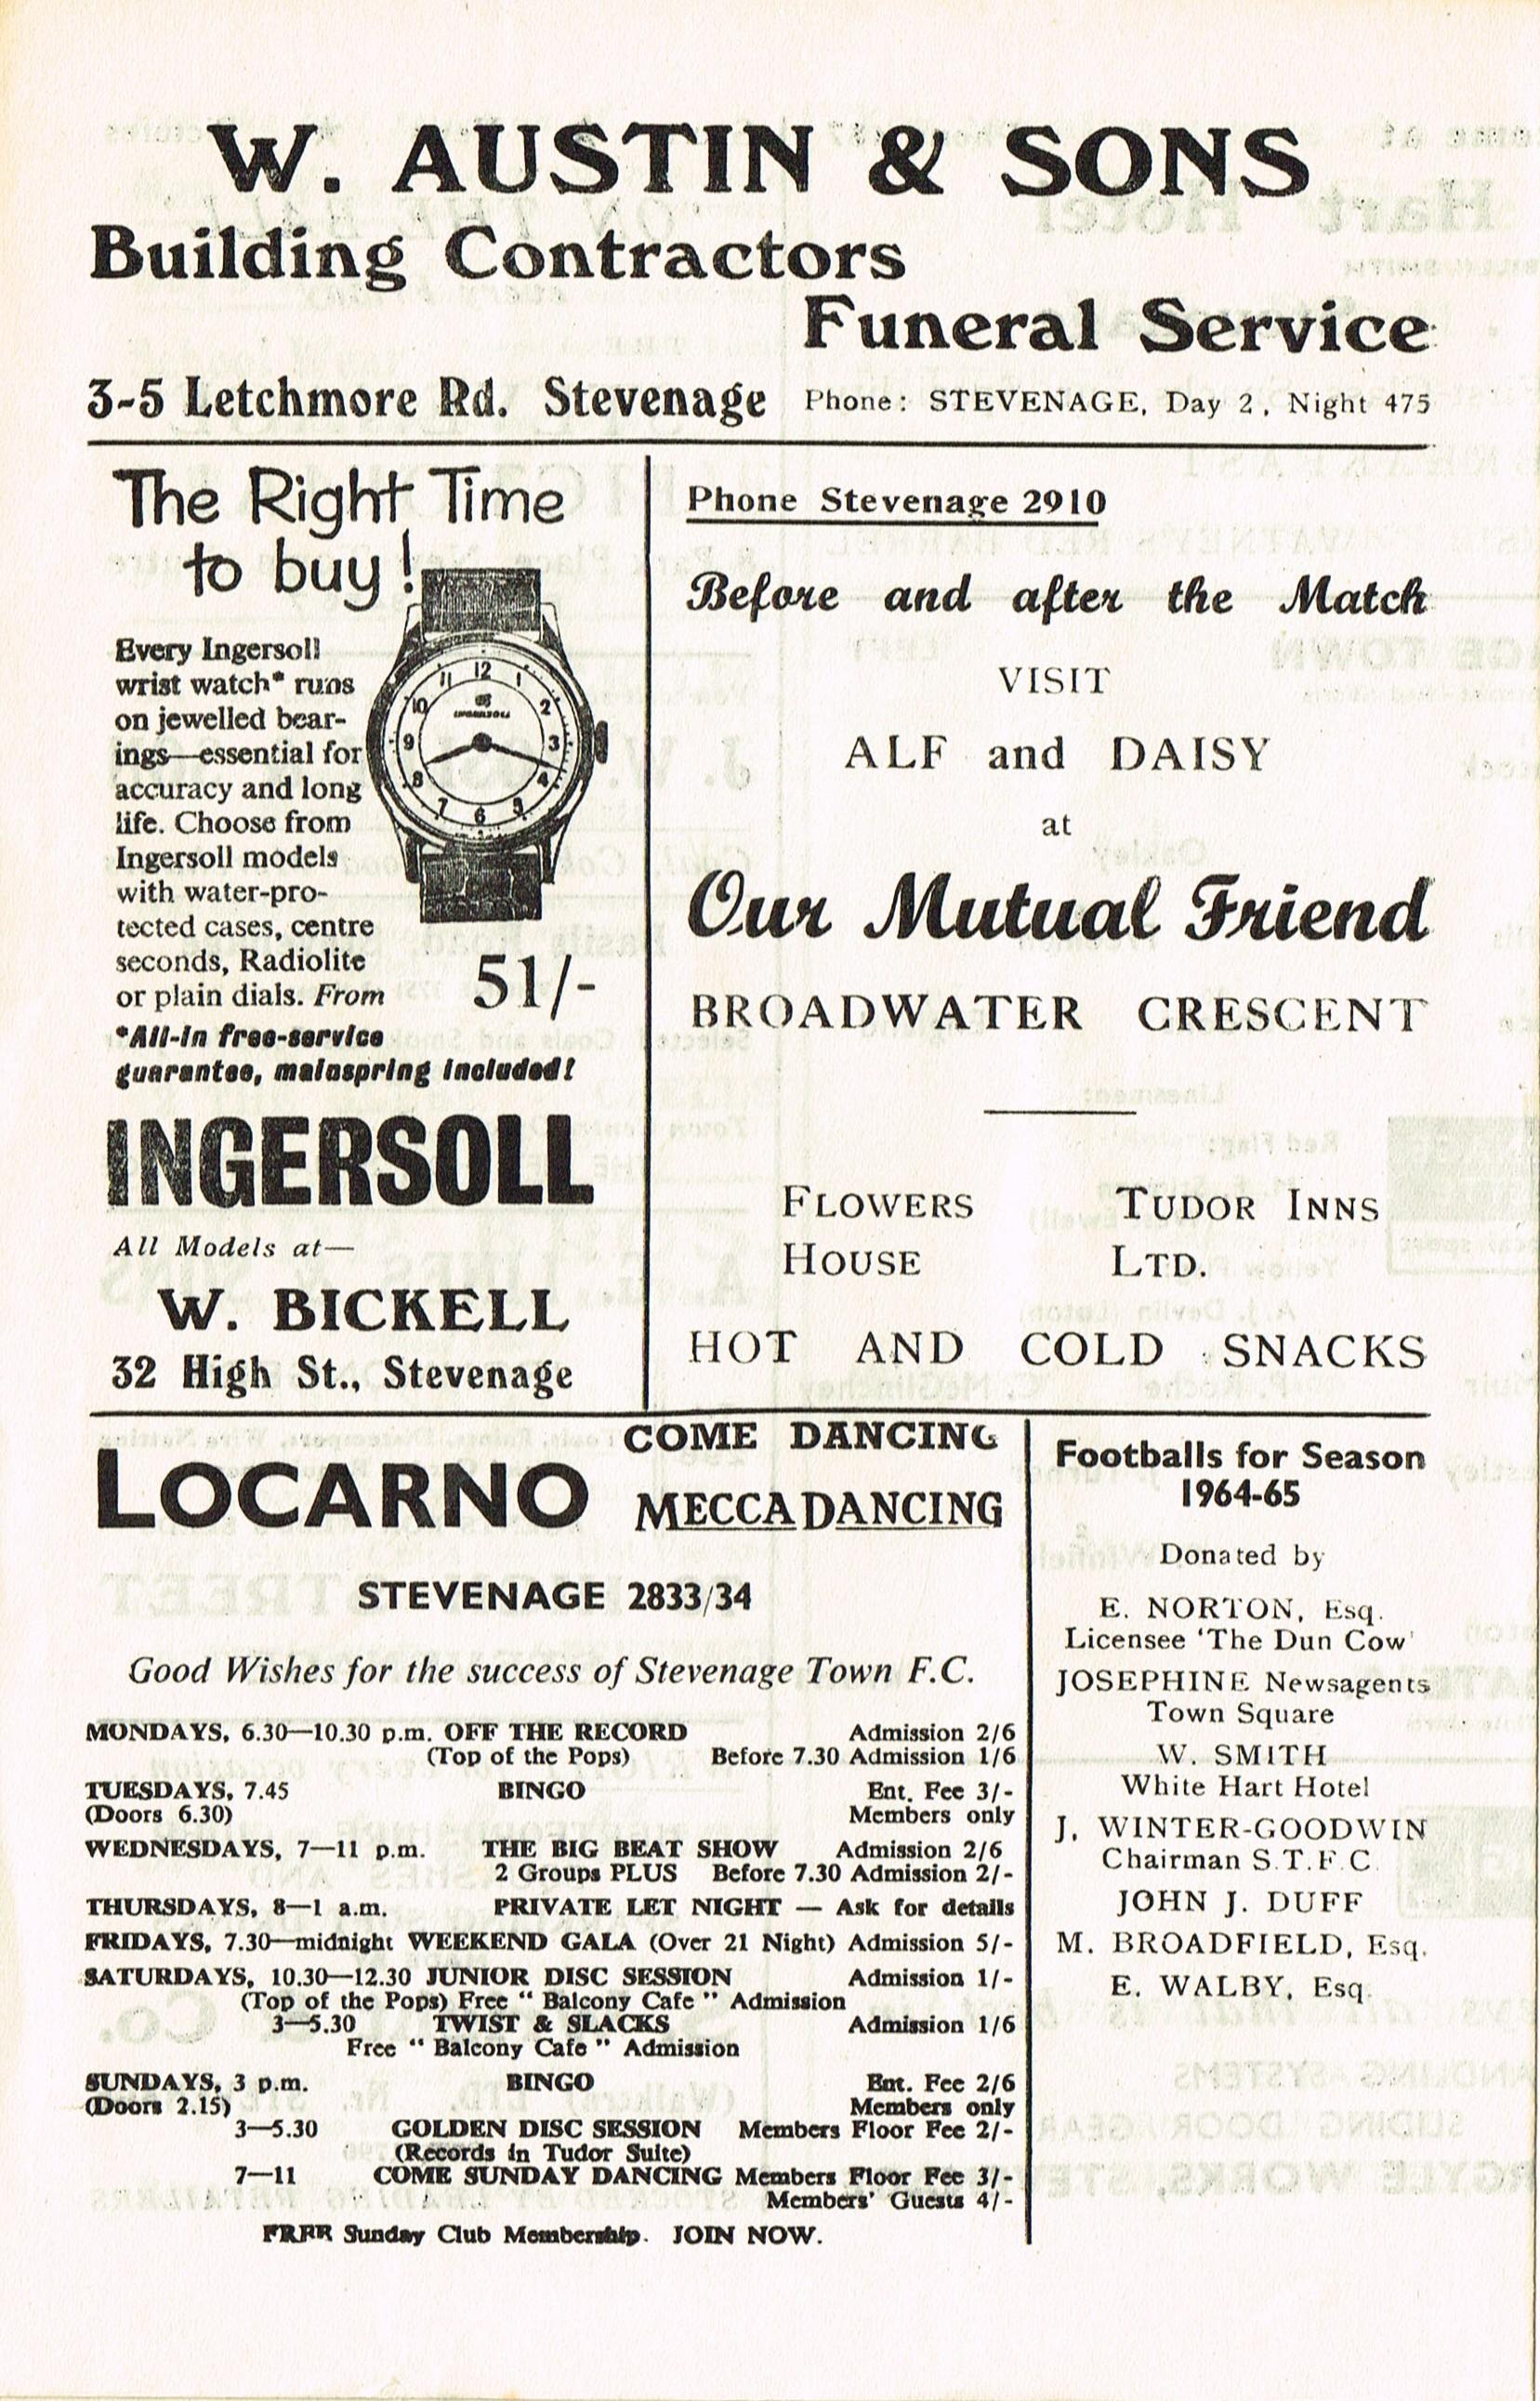 W. AUSTIN & SONS
Building Contractors
Funeral Service
3-5 Letchmore Rd. Stevenage Phone: STEVENAGE, Day 2, Night 475
The Right Time
to buy!
Every Ingersoll
wrist watch* runs
on jewelled bear-
ings—essential for
accuracy and long
life. Choose from
Ingersoll models
with water-pro-
tected cases, centre
seconds, Radiolite
or plain dials. From 51/-
*All-in free-service
guarantee, mainspring included!
INGERSOLL
All Models at—
W. BICKELL
32 High St., Stevenage
12
1
2
3
4
5
6
7
8
9
10
11
INGERSOLL
Phone Stevenage 2910
Before and after the Match
VISIT
ALF and DAISY
at
Our Mutual Friend
BROADWATER CRESCENT
FLOWERS TUDOR INNS
HOUSE LTD.
HOT AND COLD SNACKS
COME DANCING
LOCARNO MECCA DANCING
STEVENAGE 2833/34
Good Wishes for the success of Stevenage Town F.C.
MONDAYS, 6.30—10.30 p.m. OFF THE RECORD Admission 2/6
(Top of the Pops) Before 7.30 Admission 1/6
TUESDAYS, 7.45 BINGO Ent. Fee 3/-
(Doors 6.30) Members only
WEDNESDAYS, 7—11 p.m. THE BIG BEAT SHOW Admission 2/6
2 Groups PLUS Before 7.30 Admission 2/-
THURSDAYS, 8—1 a.m. PRIVATE LET NIGHT — Ask for details
FRIDAYS, 7.30—midnight WEEKEND GALA (Over 21 Night) Admission 5/-
SATURDAYS, 10.30—12.30 JUNIOR DISC SESSION Admission 1/-
(Top of the Pops) Free " Balcony Cafe " Admission
3—5.30 TWIST & SLACKS Admission 1/6
Free " Balcony Cafe " Admission
SUNDAYS, 3 p.m. BINGO Ent. Fee 2/6
(Doors 2.15) Members only
3—5.30 GOLDEN DISC SESSION Members Floor Fee 2/-
(Records in Tudor Suite)
7—11 COME SUNDAY DANCING Members Floor Fee 3/-
Members' Guests 4/-
FREE Sunday Club Membership. JOIN NOW.
Footballs for Season
1964-65
Donated by
E. NORTON, Esq.
Licensee 'The Dun Cow'
JOSEPHINE Newsagents
Town Square
W. SMITH
White Hart Hotel
J. WINTER-GOODWIN
Chairman S.T.F.C.
JOHN J. DUFF
M. BROADFIELD, Esq.
E. WALBY, Esq.